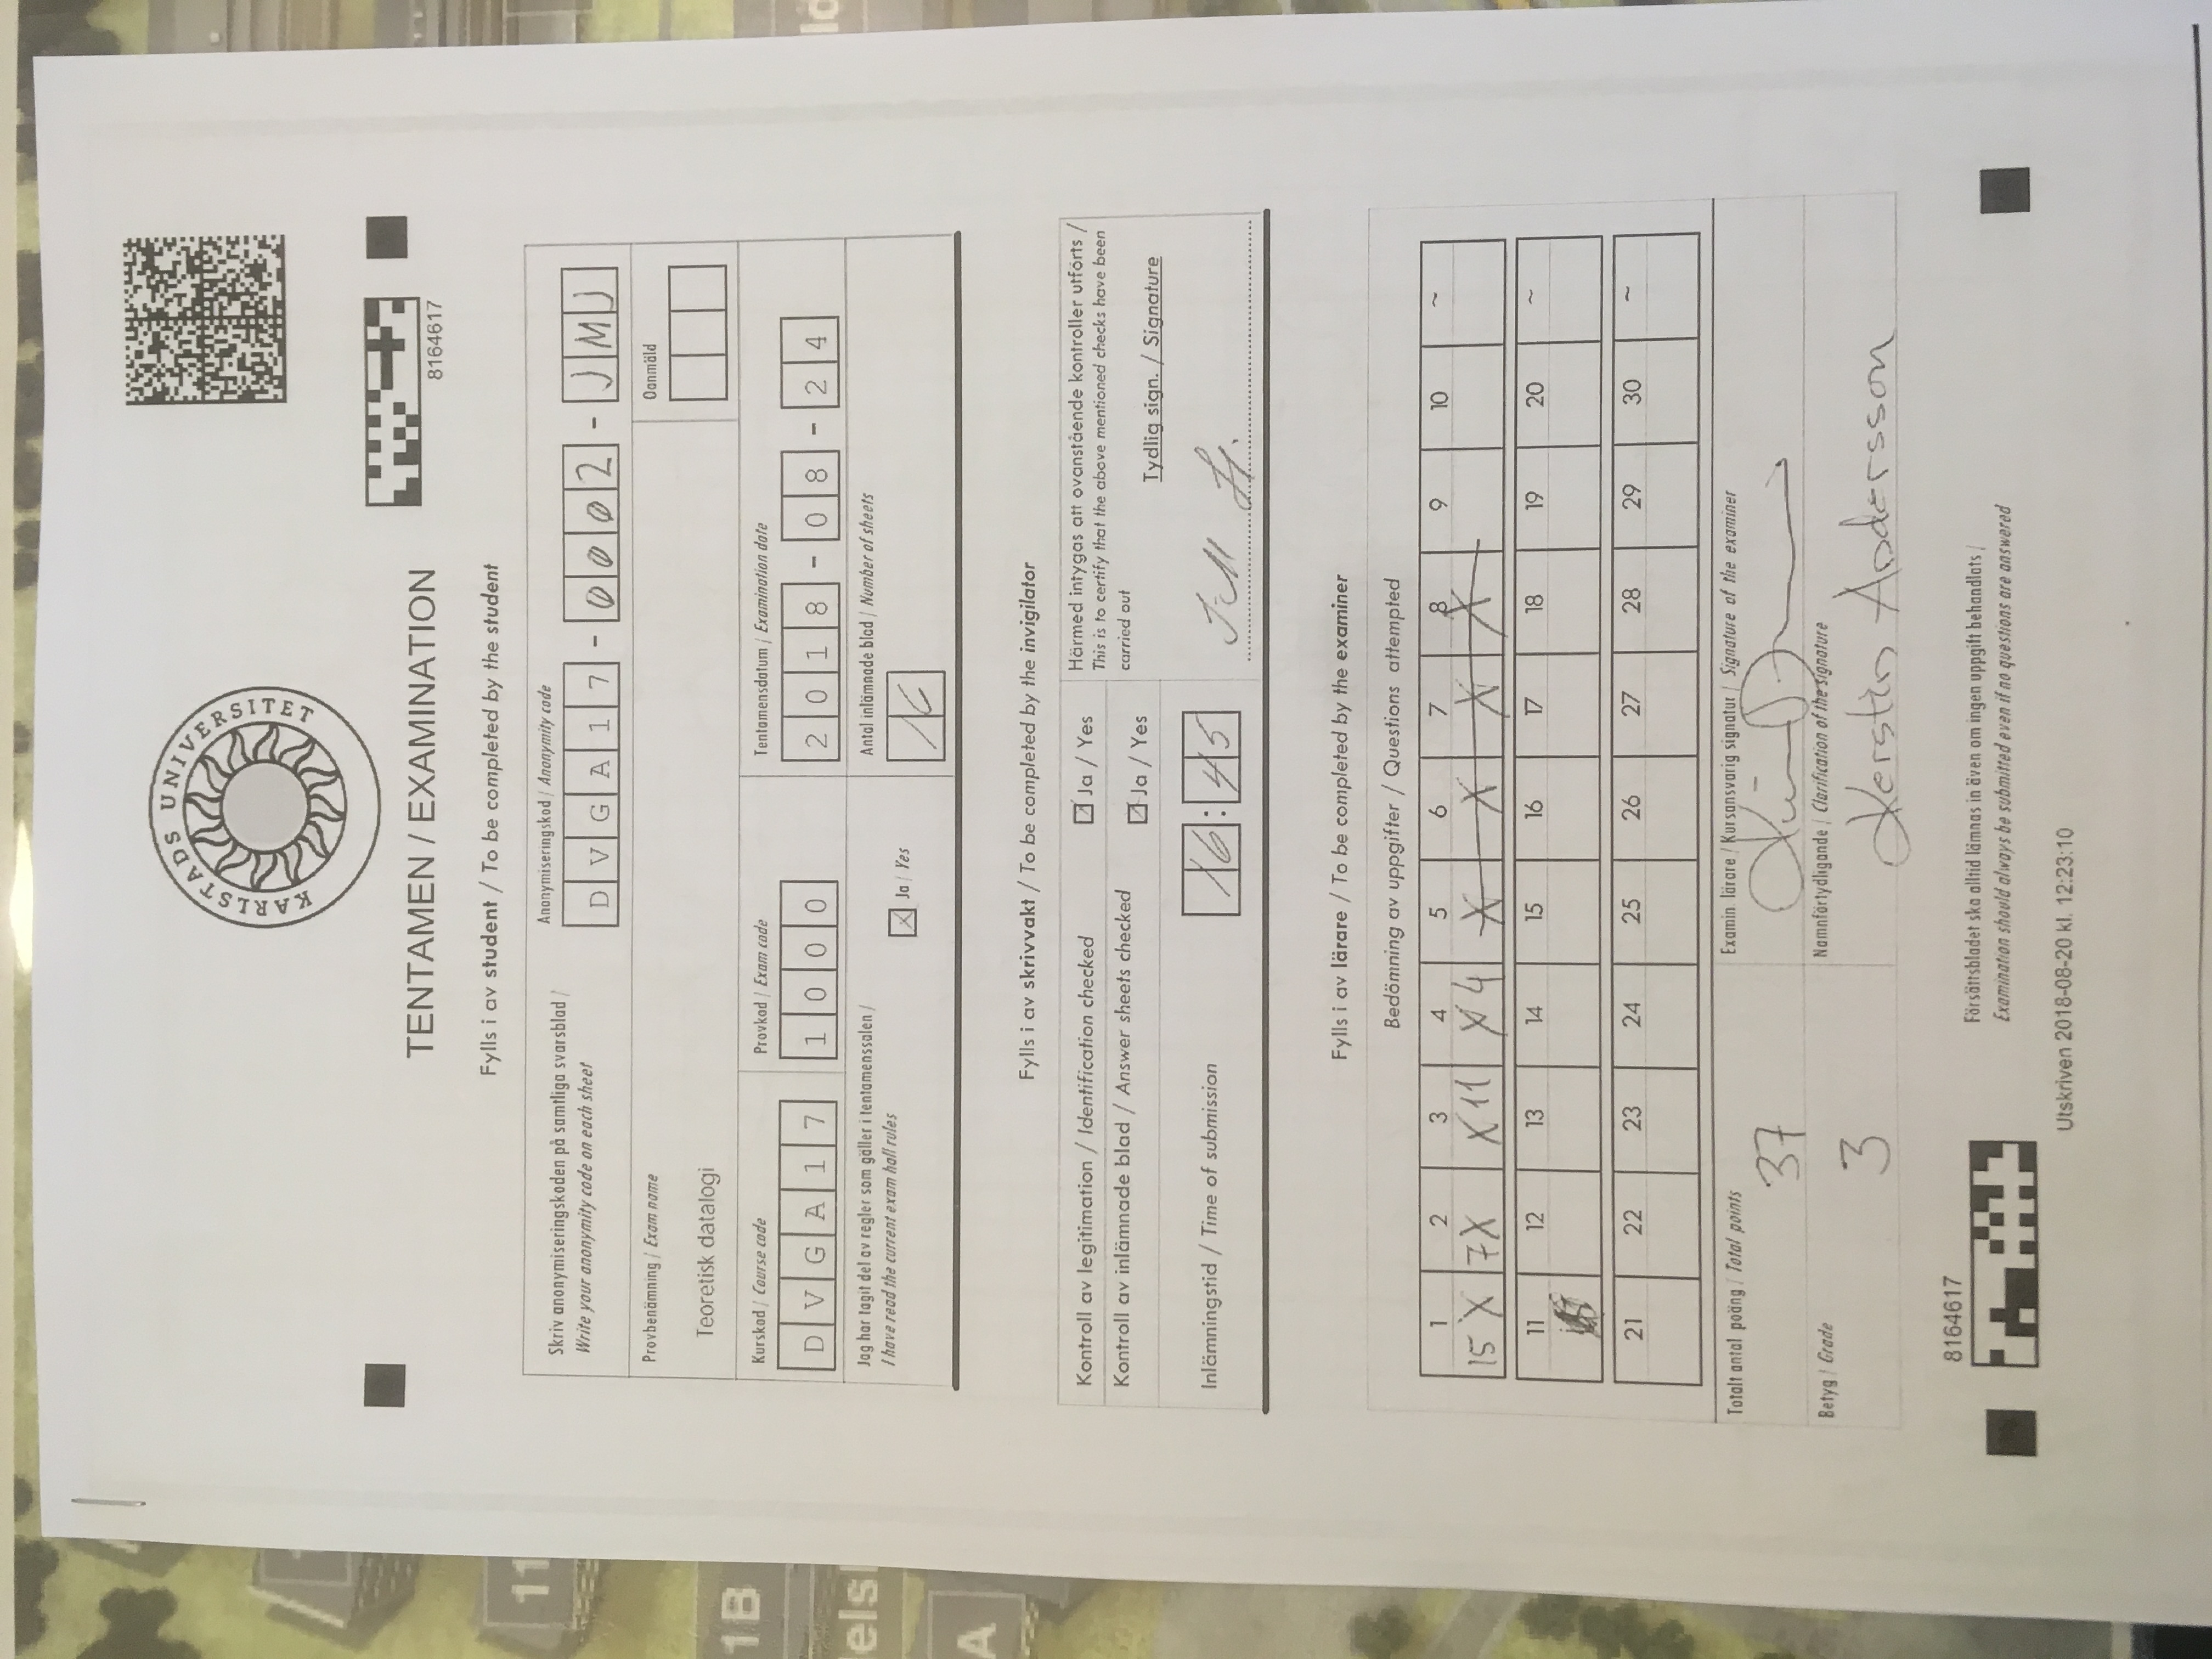 KARLSTADS UNIVERSITET
TENTAMEN / EXAMINATION
8164617
Fylls i av student / To be completed by the student
Skriv anonymiseringskoden på samtliga svarsblad /
Write your anonymity code on each sheet
Anonymiseringskod / Anonymity code
DVGA17-0002-JMJ
Provbenämning / Exam name
Oanmäld
Teoretisk datalogi
Kurskod / Course code
Provkod / Exam code
Tentamensdatum / Examination date
DVGA17
1000
2018-08-24
Jag har tagit del av regler som gäller i tentamenssalen /
I have read the current exam hall rules
X Ja / Yes
Antal inlämnade blad / Number of sheets
16
Fylls i av skrivvakt / To be completed by the invigilator
Kontroll av legitimation / Identification checked
Ja / Yes
Kontroll av inlämnade blad / Answer sheets checked
Ja / Yes
Härmed intygas att ovanstående kontroller utförts /
This is to certify that the above mentioned checks have been
carried out
Tydlig sign. / Signature
Inlämningstid / Time of submission
16:45
Fylls i av lärare / To be completed by the examiner
Bedömning av uppgifter / Questions attempted
1 2 3 4 5 6 7 8 9 10 ~
15 X 7X X 11 X 4 X X X X
11 12 13 14 15 16 17 18 19 20 ~
21 22 23 24 25 26 27 28 29 30 ~
Totalt antal poäng / Total points
37
Examin lärare / Kursansvarig signatur / Signature of the examiner
Betyg / Grade
3
Namnförtydligande / Clarification of the signature
Kerstin Andersson
8164617
Försättsbladet ska alltid lämnas in även om ingen uppgift behandlats /
Examination should always be submitted even if no questions are answered
Utskriven 2018-08-20 kl. 12:23:10
11
1B
els
A